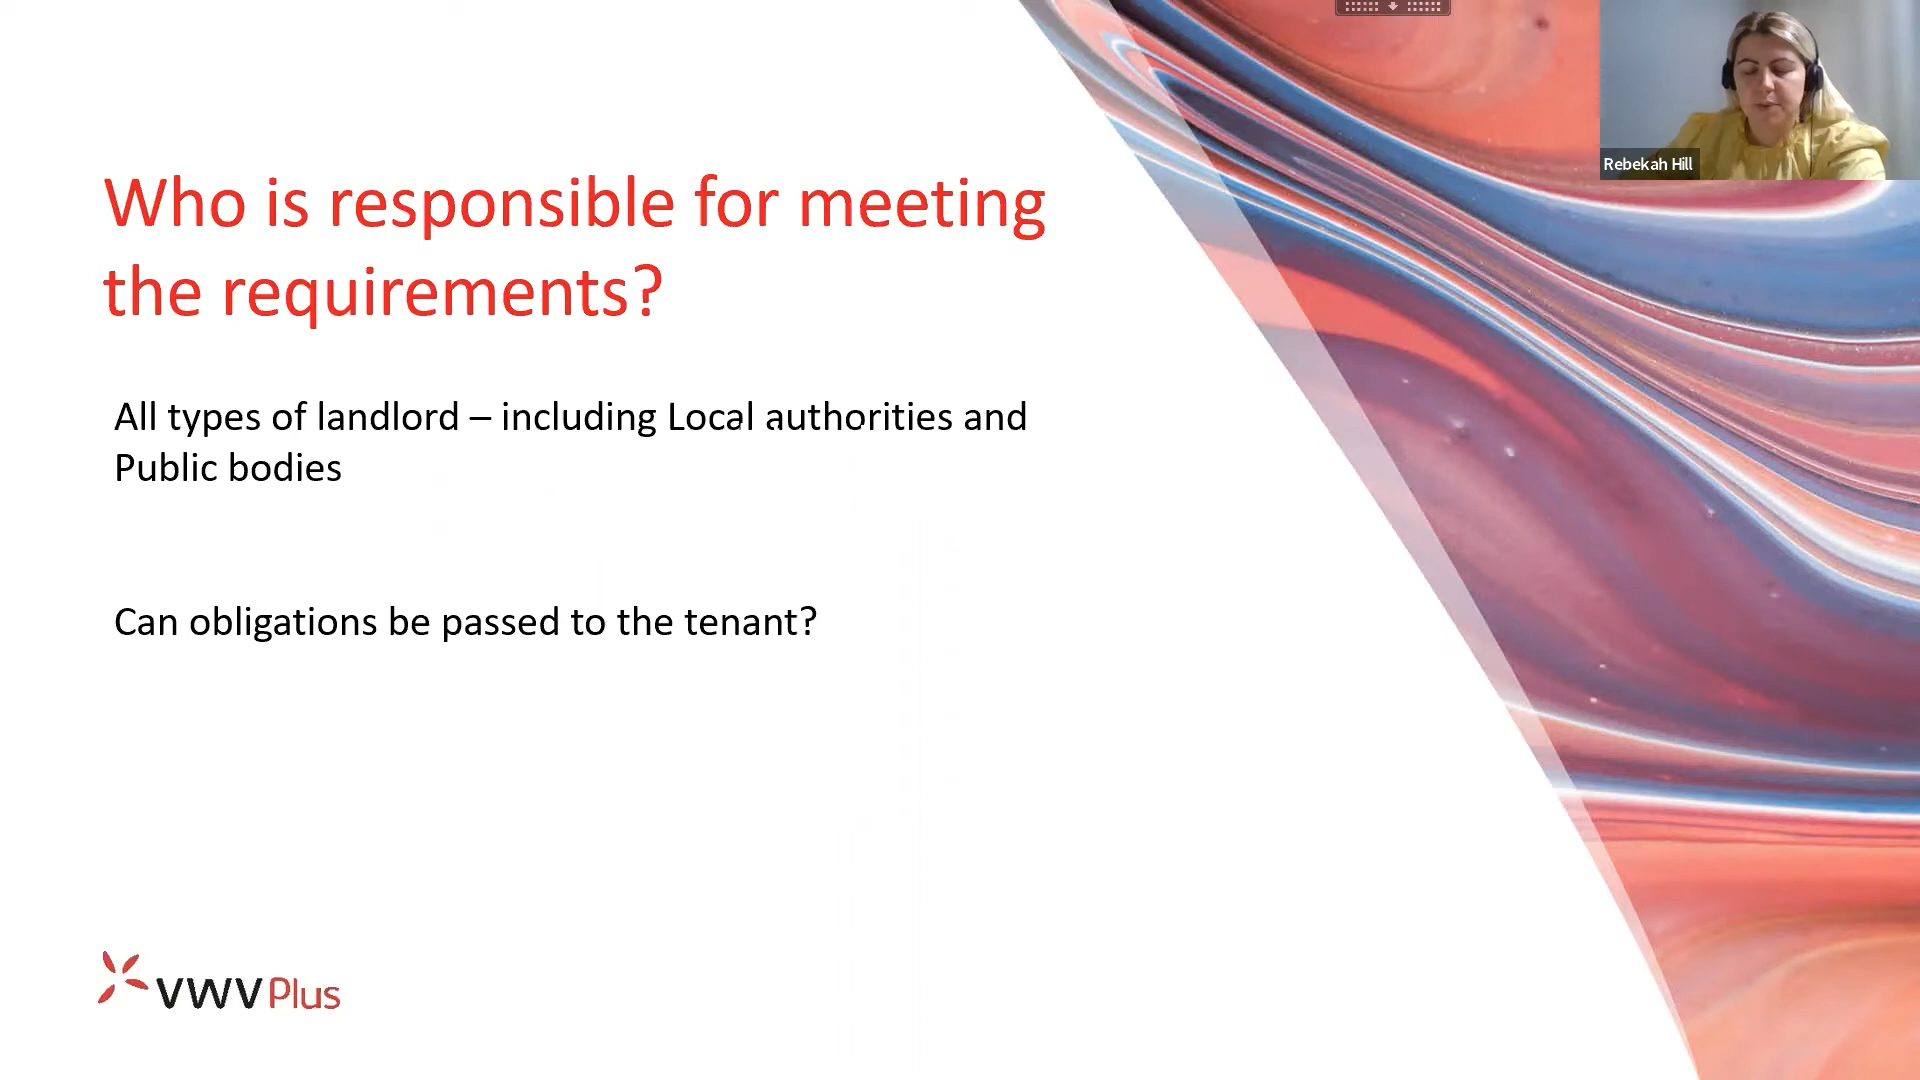 Rebekah Hill
Who is responsible for meeting
the requirements?
All types of landlord – including Local authorities and
Public bodies
Can obligations be passed to the tenant?
VWV Plus